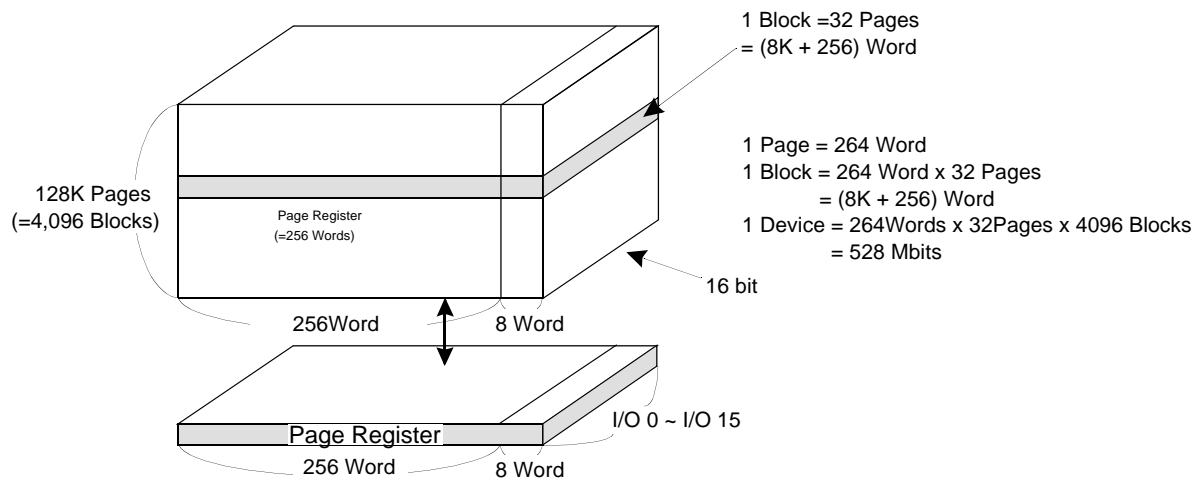 1 Block =32 Pages
= (8K + 256) Word
1 Page = 264 Word
1 Block = 264 Word x 32 Pages
= (8K + 256) Word
1 Device = 264Words x 32Pages x 4096 Blocks
= 528 Mbits
128K Pages
(=4,096 Blocks)
Page Register
(=256 Words)
16 bit
256Word
8 Word
I/O 0 ~ I/O 15
Page Register
256 Word
8 Word